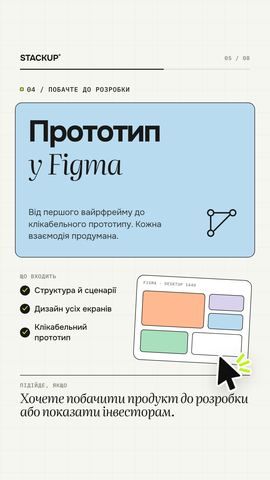 STACKUP°
05 / 08
04 / ПОБАЧТЕ ДО РОЗРОБКИ
Прототип
у Figma
Від першого вайрфрейму до
клікабельного прототипу. Кожна
взаємодія продумана.
ЩО ВХОДИТЬ
Структура й сценарії
Дизайн усіх екранів
Клікабельний
прототип
FIGMA · DESKTOP 1440
ПІДІЙДЕ, ЯКЩО
Хочете побачити продукт до розробки
або показати інвесторам.